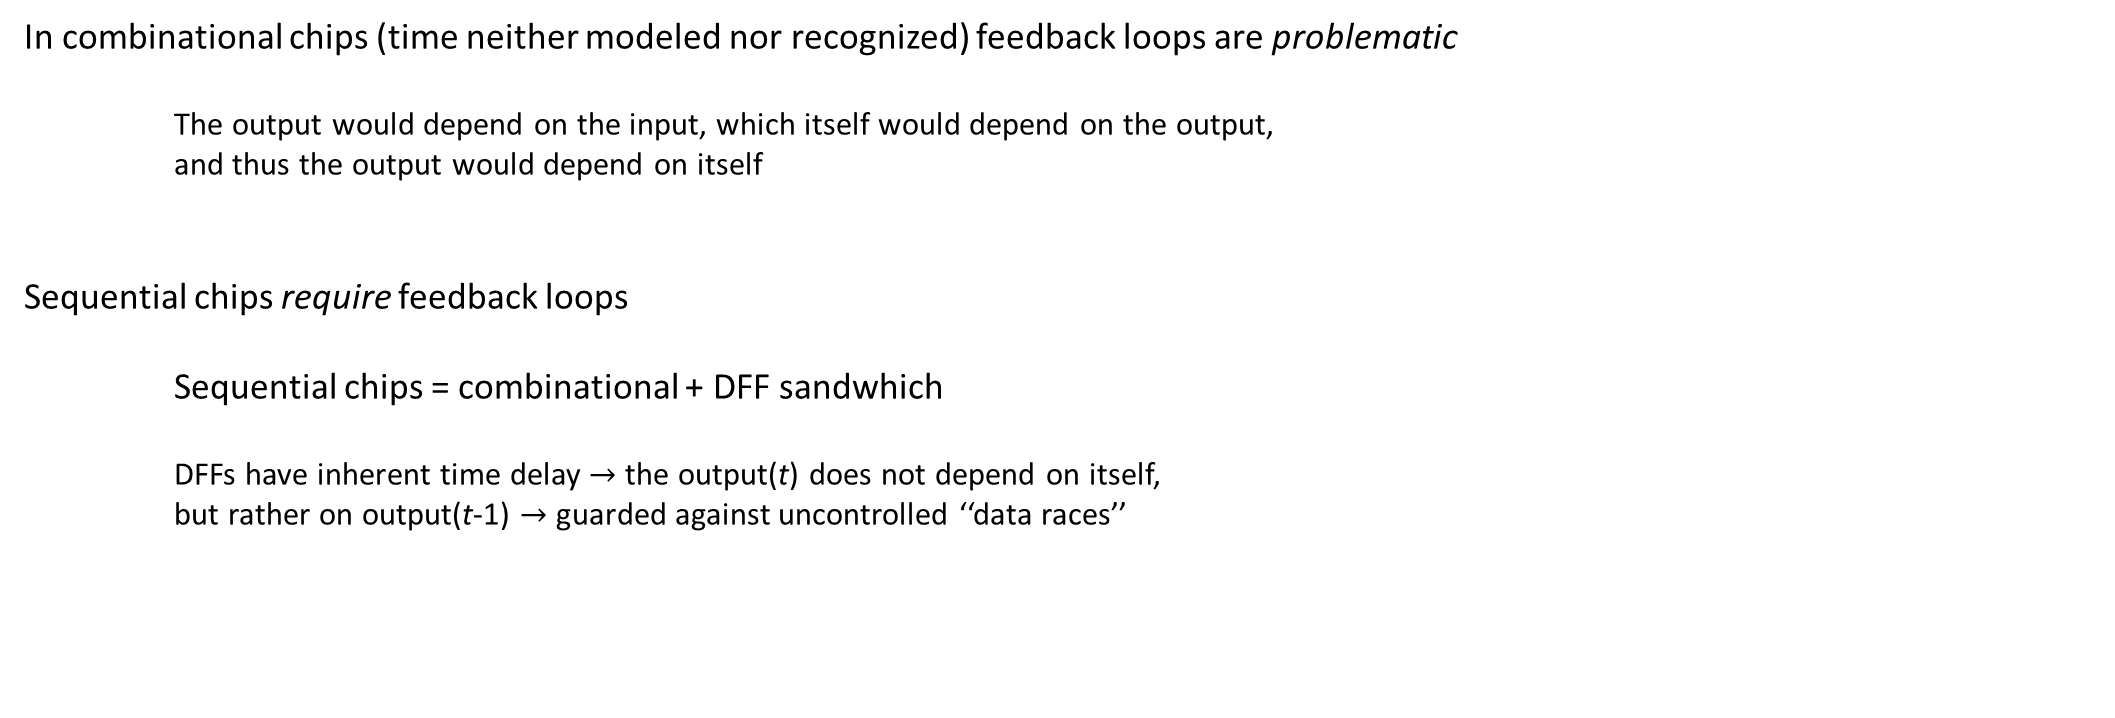 In combinational chips (time neither modeled nor recognized) feedback loops are problematic
The output would depend on the input, which itself would depend on the output,
and thus the output would depend on itself
Sequential chips require feedback loops
Sequential chips = combinational + DFF sandwhich
DFFs have inherent time delay → the output(t) does not depend on itself,
but rather on output(t-1) → guarded against uncontrolled “data races”